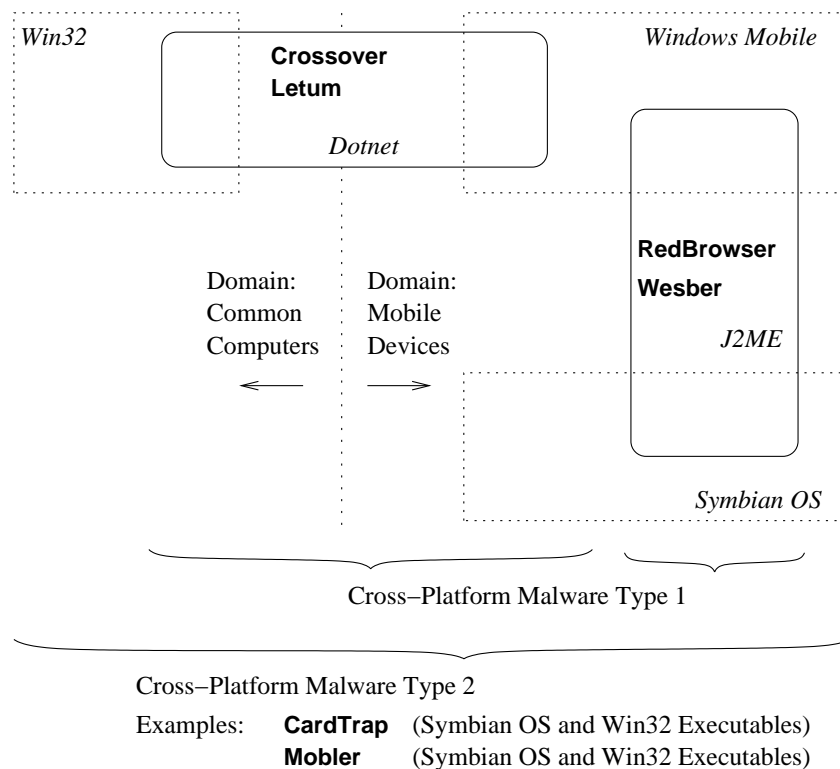 Win32
Crossover
Letum
Dotnet
Windows Mobile
RedBrowser
Wesber
J2ME
Domain:
Common
Computers
Domain:
Mobile
Devices
Symbian OS
Cross−Platform Malware Type 1
Cross−Platform Malware Type 2
Examples: CardTrap (Symbian OS and Win32 Executables)
Mobler (Symbian OS and Win32 Executables)